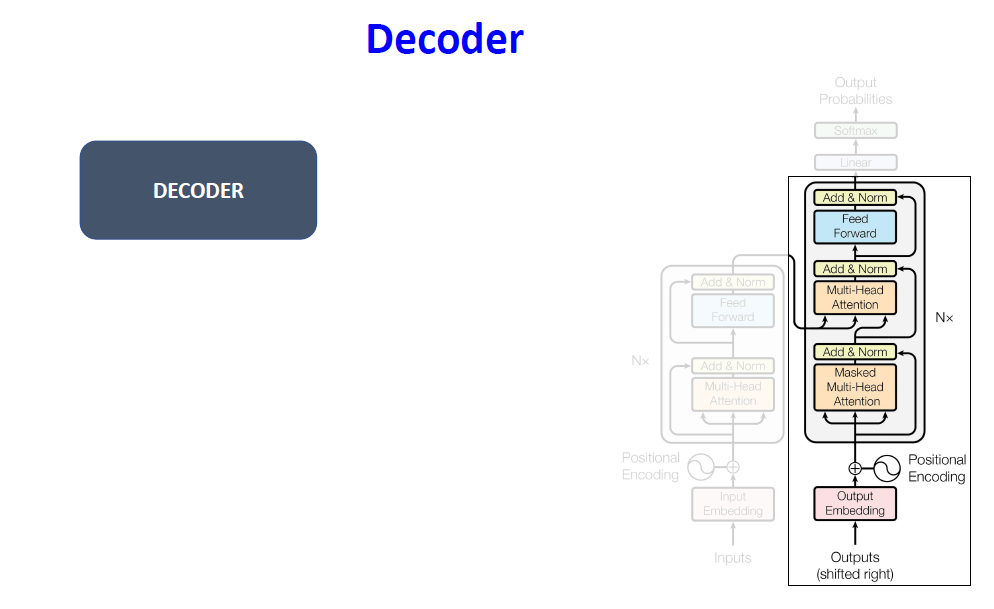 Decoder
DECODER
Output
Probabilities
Softmax
Linear
Add & Norm
Feed
Forward
Add & Norm
Multi-Head
Attention
Add & Norm
Masked
Multi-Head
Attention
N×
Positional
Encoding
Output
Embedding
Outputs
(shifted right)
Add & Norm
Feed
Forward
Add & Norm
Multi-Head
Attention
N×
Positional
Encoding
Input
Embedding
Inputs